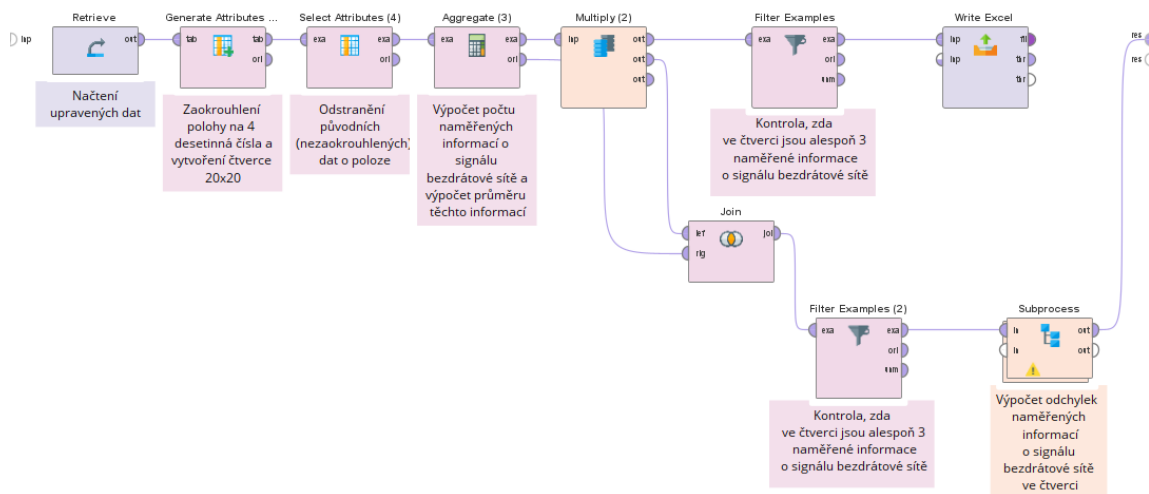 Retrieve
Generate Attributes ...
Select Attributes (4)
Aggregate (3)
Multiply (2)
Filter Examples
Write Excel
inp
out
tab
tab
ori
exa
exa
ori
exa
exa
ori
inp
out
out
out
exa
exa
ori
inp
inp
fil
thr
thr
res
res
Načtení
upravených dat
Zaokrouhlení
polohy na 4
desetinná čísla a
vytvoření čtverce
20x20
Odstranění
původních
(nezaokrouhlených)
dat o poloze
Výpočet počtu
naměřených
informací o
signálu
bezdrátové sítě a
výpočet průměru
těchto informací
Kontrola, zda
ve čtverci jsou alespoň 3
naměřené informace
o signálu bezdrátové sítě
Join
lef
rig
joi
Filter Examples (2)
exa
exa
ori
Subprocess
in
in
out
out
Kontrola, zda
ve čtverci jsou alespoň 3
naměřené informace
o signálu bezdrátové sítě
Výpočet odchylek
naměřených
informací
o signálu
bezdrátové sítě
ve čtverci